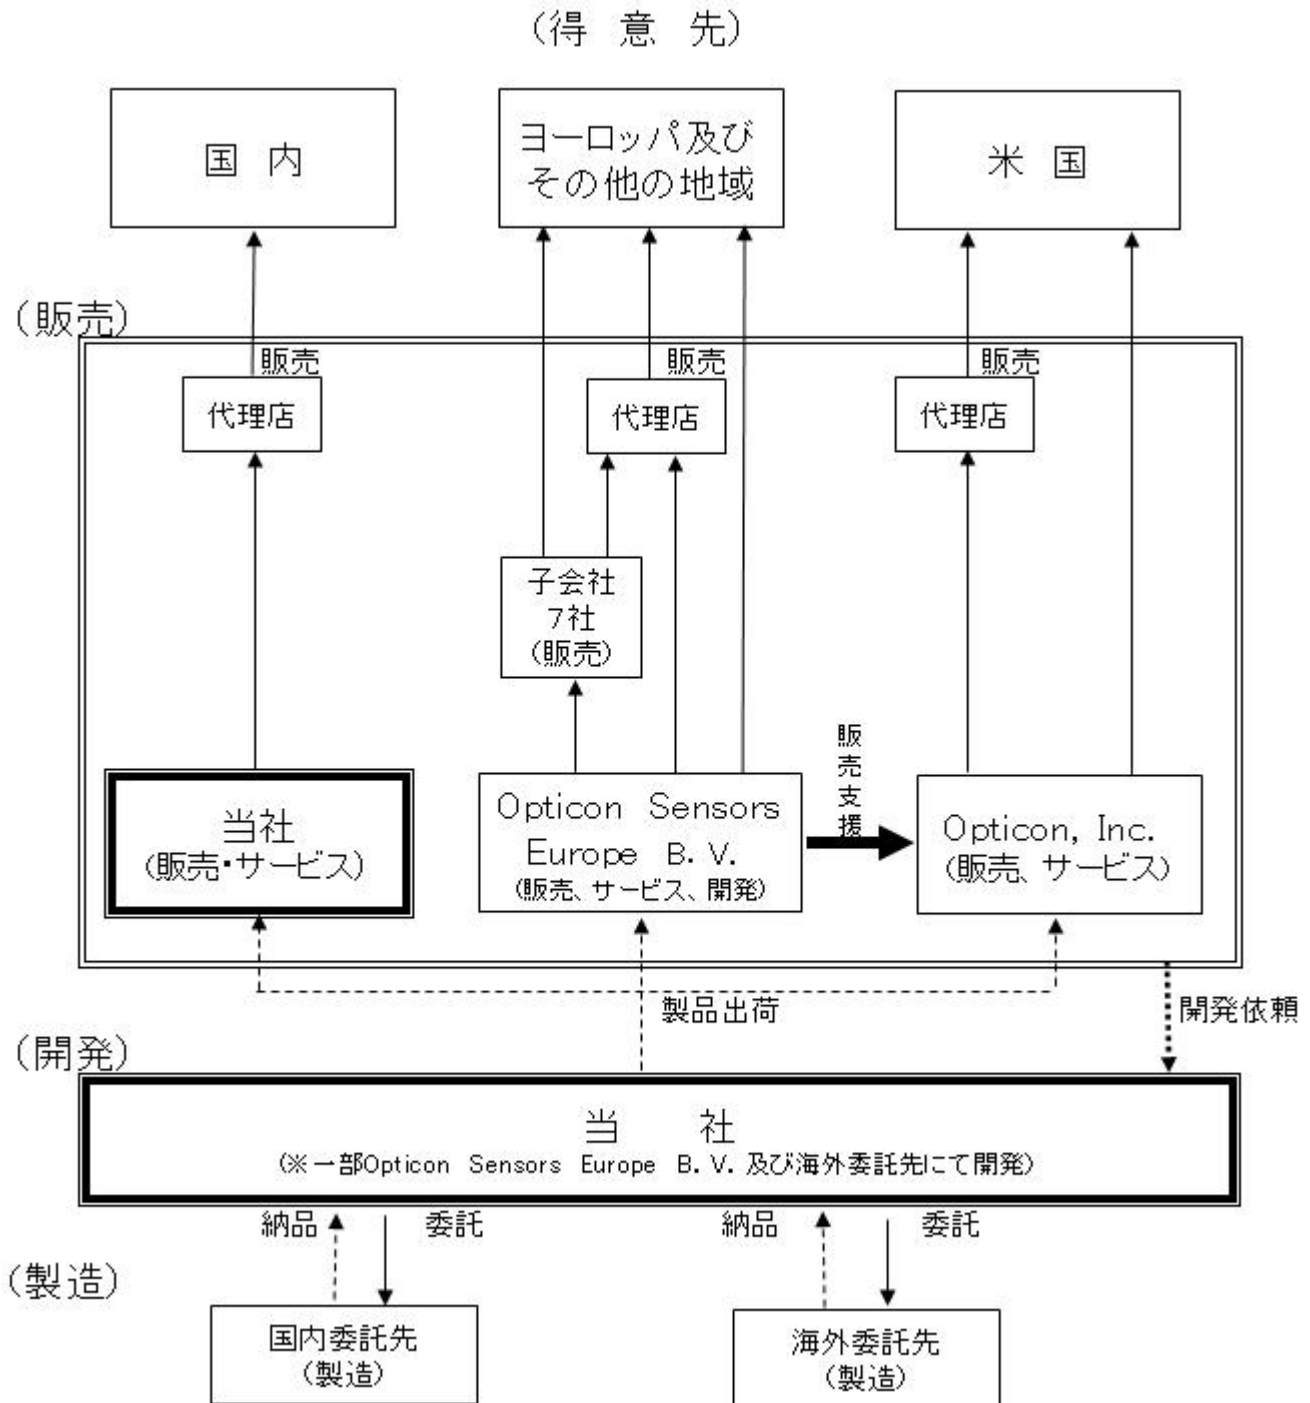 (得 意 先)
国 内
ヨーロッパ及び
その他の地域
米 国
(販売)
販売
販売
販売
代理店
代理店
代理店
子会社
7社
(販売)
販売支援
当社
(販売・サービス)
Opticon Sensors
Europe B.V.
(販売、サービス、開発)
Opticon, Inc.
(販売、サービス)
製品出荷
開発依頼
(開発)
当 社
(※一部Opticon Sensors Europe B.V.及び海外委託先にて開発)
納品
委託
納品
委託
(製造)
国内委託先
(製造)
海外委託先
(製造)